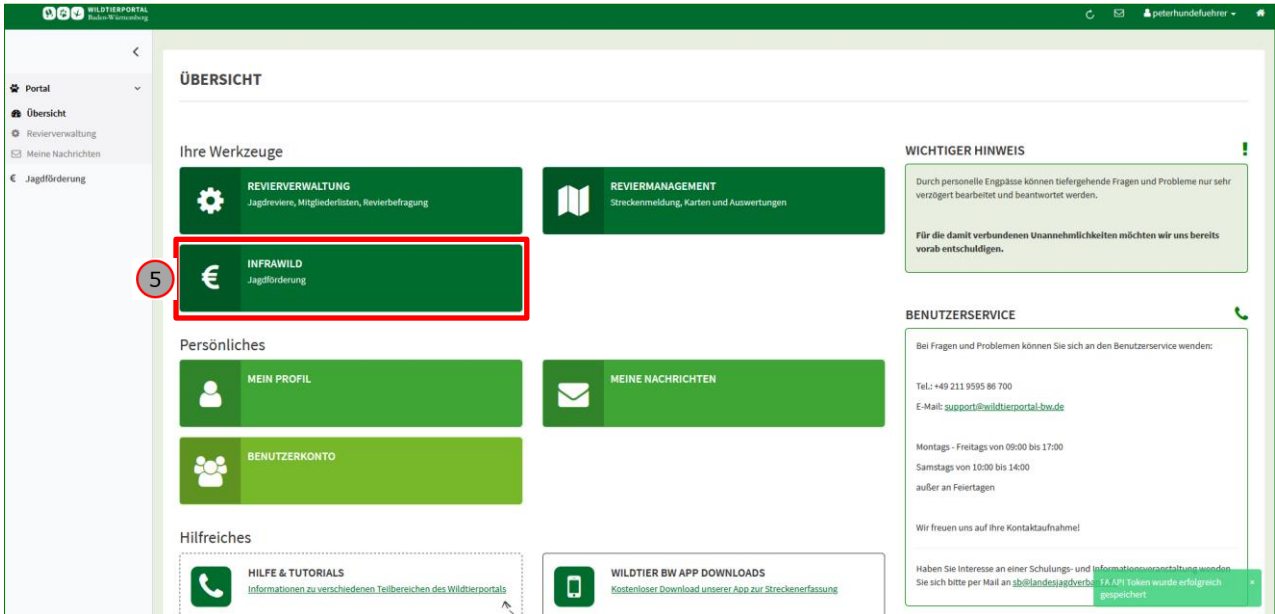 WILDTIERPORTAL
Baden-Württemberg
peterhundefuehrer
Portal
Übersicht
Revierverwaltung
Meine Nachrichten
€ Jagdförderung
ÜBERSICHT
Ihre Werkzeuge
REVIERVERWALTUNG
Jagdreviere, Mitgliederlisten, Revierbefragung
REVIERMANAGEMENT
Streckenmeldung, Karten und Auswertungen
5
€
INFRAWILD
Jagdförderung
Persönliches
MEIN PROFIL
MEINE NACHRICHTEN
BENUTZERKONTO
Hilfreiches
HILFE & TUTORIALS
Informationen zu verschiedenen Teilbereichen des Wildtierportals
WILDTIER BW APP DOWNLOADS
Kostenloser Download unserer App zur Streckenerfassung
WICHTIGER HINWEIS
!
Durch personelle Engpässe können tiefergehende Fragen und Probleme nur sehr
verzögert bearbeitet und beantwortet werden.
Für die damit verbundenen Unannehmlichkeiten möchten wir uns bereits
vorab entschuldigen.
BENUTZERSERVICE
Bei Fragen und Problemen können Sie sich an den Benutzerservice wenden:
Tel.: +49 211 9595 86 700
E-Mail: support@wildtierportal-bw.de
Montags - Freitags von 09:00 bis 17:00
Samstags von 10:00 bis 14:00
außer an Feiertagen
Wir freuen uns auf Ihre Kontaktaufnahme!
Haben Sie Interesse an einer Schulungs- und Informationsveranstaltung wenden
Sie sich bitte per Mail an sb@landesjagdverba
FA API Token wurde erfolgreich
gespeichert
×